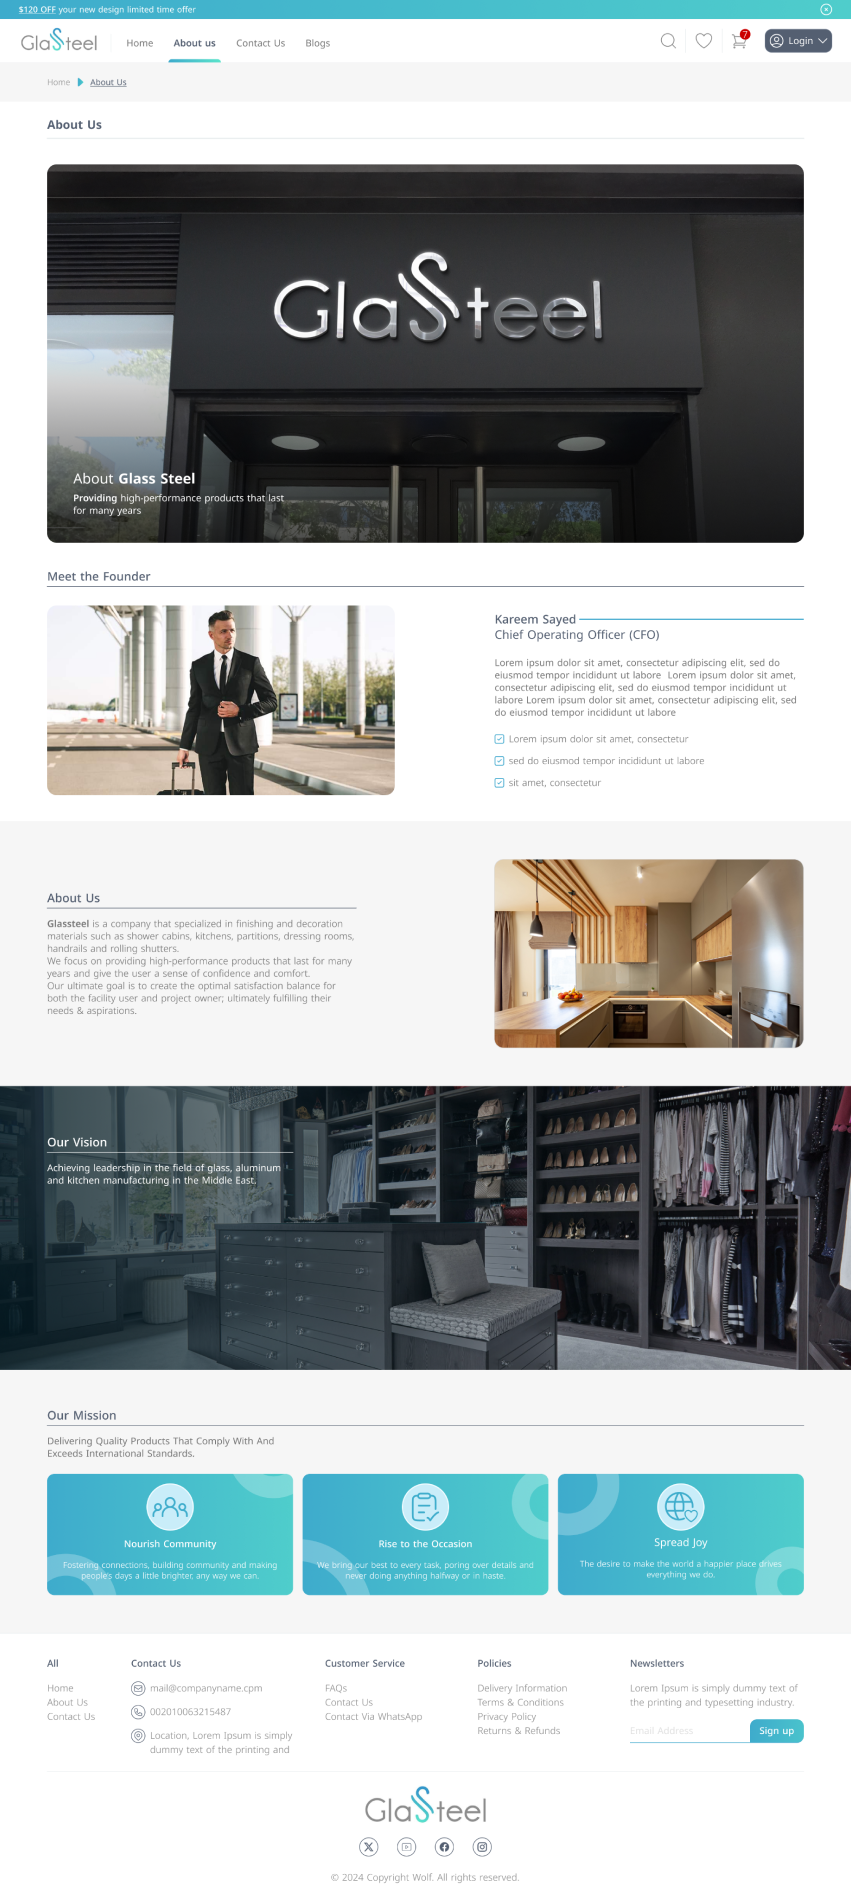 $120 OFF your new design limited time offer
GlaSteel
Home
About us
Contact Us
Blogs
7
Login
Home
About Us
About Us
GlaSteel
About Glass Steel
Providing high-performance products that last
for many years
Meet the Founder
Kareem Sayed
Chief Operating Officer (CFO)
Lorem ipsum dolor sit amet, consectetur adipiscing elit, sed do
eiusmod tempor incididunt ut labore Lorem ipsum dolor sit amet,
consectetur adipiscing elit, sed do eiusmod tempor incididunt ut
labore Lorem ipsum dolor sit amet, consectetur adipiscing elit, sed
do eiusmod tempor incididunt ut labore
Lorem ipsum dolor sit amet, consectetur
sed do eiusmod tempor incididunt ut labore
sit amet, consectetur
About Us
Glassteel is a company that specialized in finishing and decoration
materials such as shower cabins, kitchens, partitions, dressing rooms,
handrails and rolling shutters.
We focus on providing high-performance products that last for many
years and give the user a sense of confidence and comfort.
Our ultimate goal is to create the optimal satisfaction balance for
both the facility user and project owner; ultimately fulfilling their
needs & aspirations.
Our Vision
Achieving leadership in the field of glass, aluminum
and kitchen manufacturing in the Middle East.
Our Mission
Delivering Quality Products That Comply With And
Exceeds International Standards.
Nourish Community
Fostering connections, building community and making
people's days a little brighter, any way we can.
Rise to the Occasion
We bring our best to every task, poring over details and
never doing anything halfway or in haste.
Spread Joy
The desire to make the world a happier place drives
everything we do.
All
Home
About Us
Contact Us
Contact Us
mail@companyname.cpm
002010063215487
Location, Lorem Ipsum is simply
dummy text of the printing and
Customer Service
FAQs
Contact Us
Contact Via WhatsApp
Policies
Delivery Information
Terms & Conditions
Privacy Policy
Returns & Refunds
Newsletters
Lorem Ipsum is simply dummy text of
the printing and typesetting industry.
Email Address
Sign up
GlaSteel
© 2024 Copyright Wolf. All rights reserved.